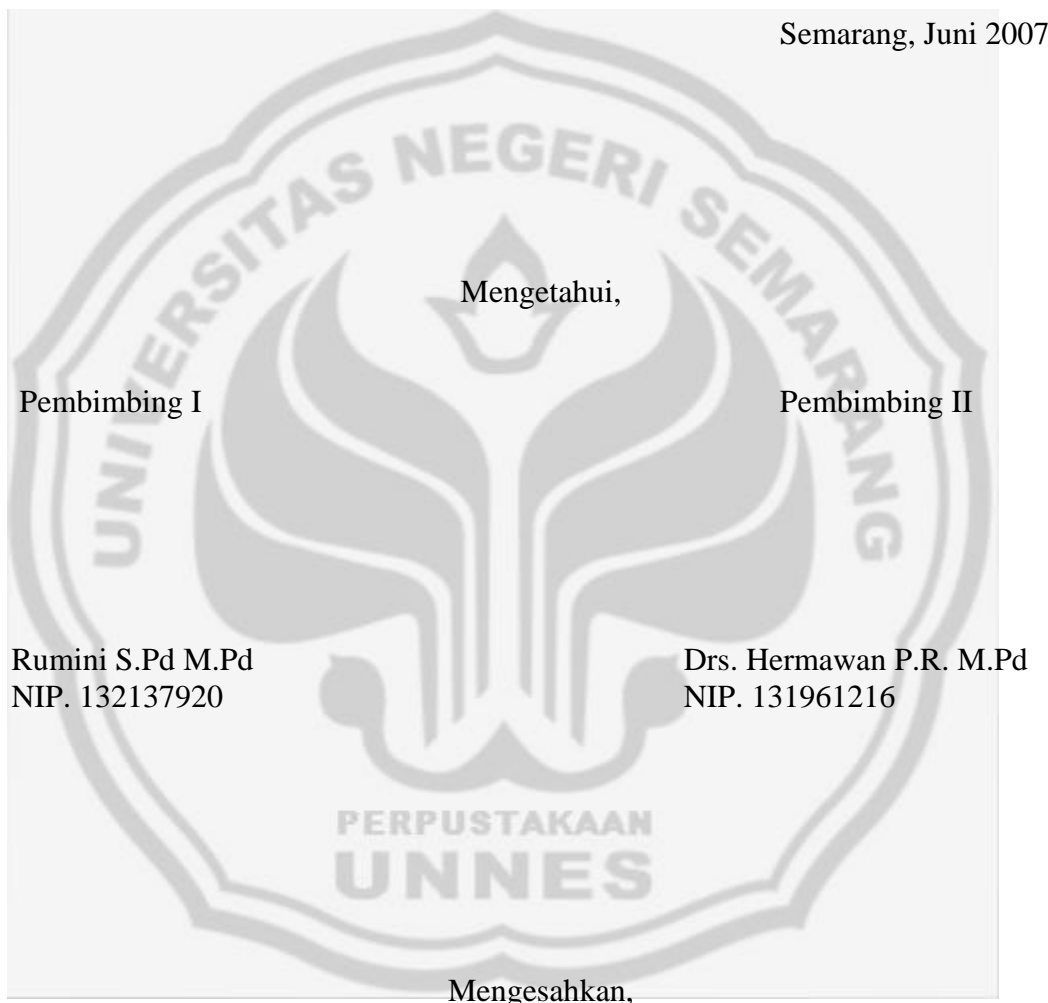 Semarang, Juni 2007
UNIVERSITAS NEGERI SEMARANG
Mengetahui,
Pembimbing I Pembimbing II
Rumini S.Pd M.Pd Drs. Hermawan P.R. M.Pd
NIP. 132137920 NIP. 131961216
PERPUSTAKAAN
UNNES
Mengesahkan,